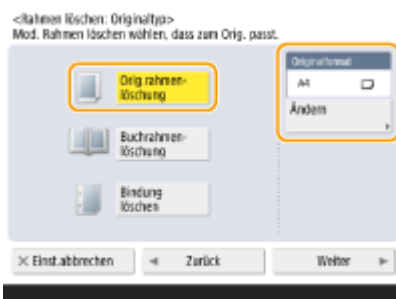 <Rahmen löschen: Originaltyp>
Mod. Rahmen löschen wählen, dass zum Orig. passt.
Orig.rahmen-
löschung
Originalformat
A4
Ändern
Buchrahmen-
löschung
Bindung
löschen
Einst.abbrechen
Zurück
Weiter